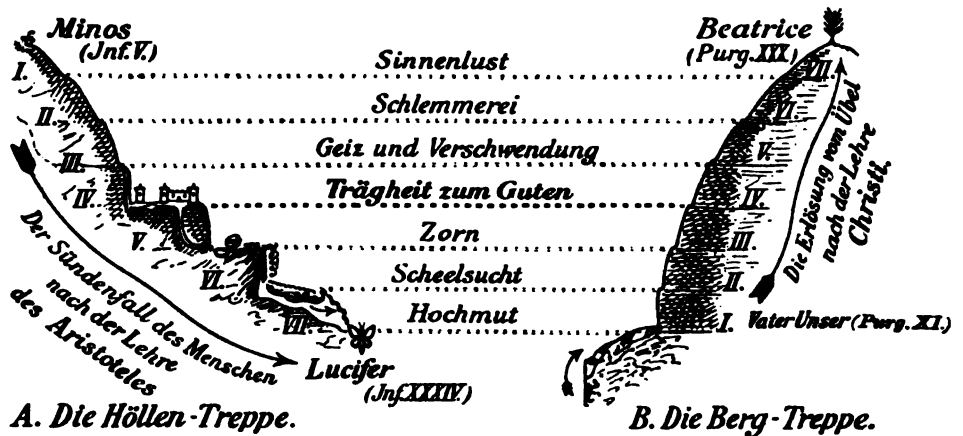 Minos
(Inf. V.)
Beatrice
(Purg. XXX.)
Sinnenlust
Schlemmerei
Geiz und Verschwendung
Trägheit zum Guten
Zorn
Scheelsucht
Hochmut
I.
II.
III.
IV.
V.
VI.
VII.
VII.
VI.
V.
IV.
III.
II.
I.
Vater Unser (Purg. XI.)
Der Sündenfall des Menschen
nach der Lehre
des Aristoteles
Die Erlösung vom Übel
nach der Lehre
Christi.
Lucifer
(Inf. XXXIV.)
A. Die Höllen-Treppe.
B. Die Berg-Treppe.